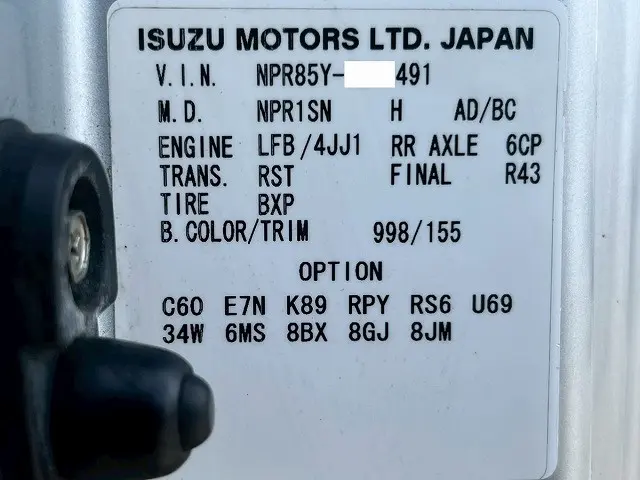 ISUZU MOTORS LTD. JAPAN
V.I.N. NPR85Y- 491
M.D. NPR1SN H AD/BC
ENGINE LFB/4JJ1 RR AXLE 6CP
TRANS. RST FINAL R43
TIRE BXP
B.COLOR/TRIM 998/155
OPTION
C60 E7N K89 RPY RS6 U69
34W 6MS 8BX 8GJ 8JM